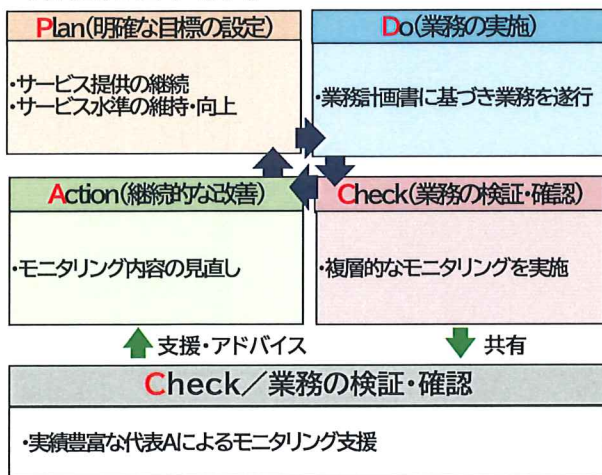 Plan(明確な目標の設定)
・サービス提供の継続
・サービス水準の維持・向上
Do(業務の実施)
・業務計画書に基づき業務を遂行
Action(継続的な改善)
・モニタリング内容の見直し
Check(業務の検証・確認)
・複層的なモニタリングを実施
支援・アドバイス
共有
Check／業務の検証・確認
・実績豊富な代表Aによるモニタリング支援